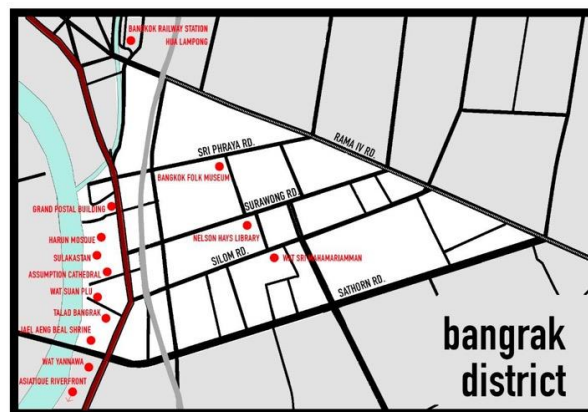 BANGKOK RAILWAY STATION
HUA LAMPONG
SRI PHRAYA RD.
RAMA IV RD.
BANGKOK FOLK MUSEUM
SURAWONG RD
GRAND POSTAL BUILDING
NELSON HAYS LIBRARY
HARUN MOSQUE
SILOM RD.
SULAKASTAN
WAT SRI MAHAMARIAMMAN
ASSUMPTION CATHEDRAL
WAT SUAN PLU
SATHORN RD.
TALAD BANGRAK
JAEL AENG BEAL SHRINE
WAT YANNAWA
ASIATIQUE RIVERFRONT
bangrak
district